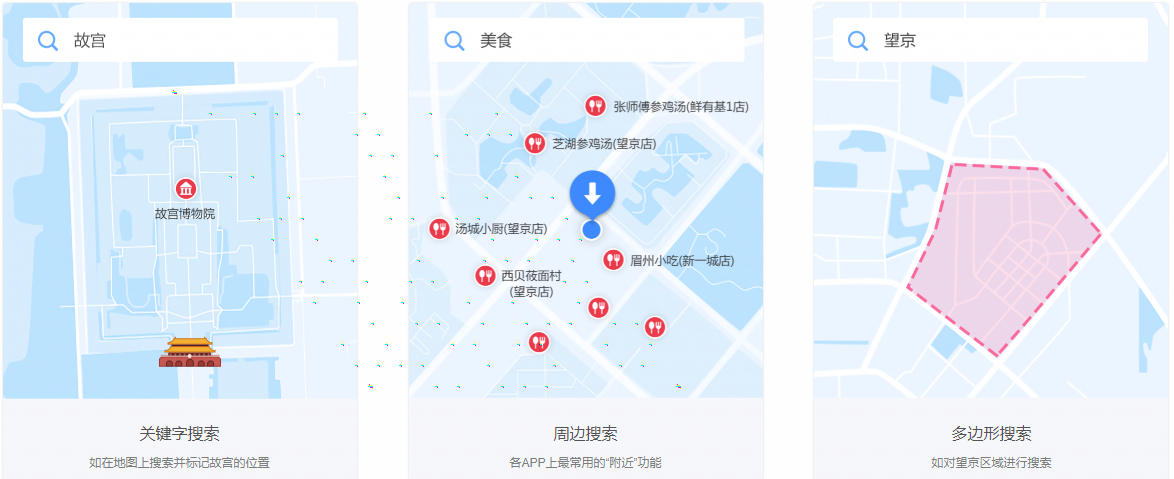 故宫
故宫博物院
关键字搜索
如在地图上搜索并标记故宫的位置
美食
张师傅参鸡汤(鲜有基1店)
芝湖参鸡汤(望京店)
汤城小厨(望京店)
眉州小吃(新一城店)
西贝莜面村
(望京店)
周边搜索
各APP上最常用的“附近”功能
望京
多边形搜索
如对望京区域进行搜索